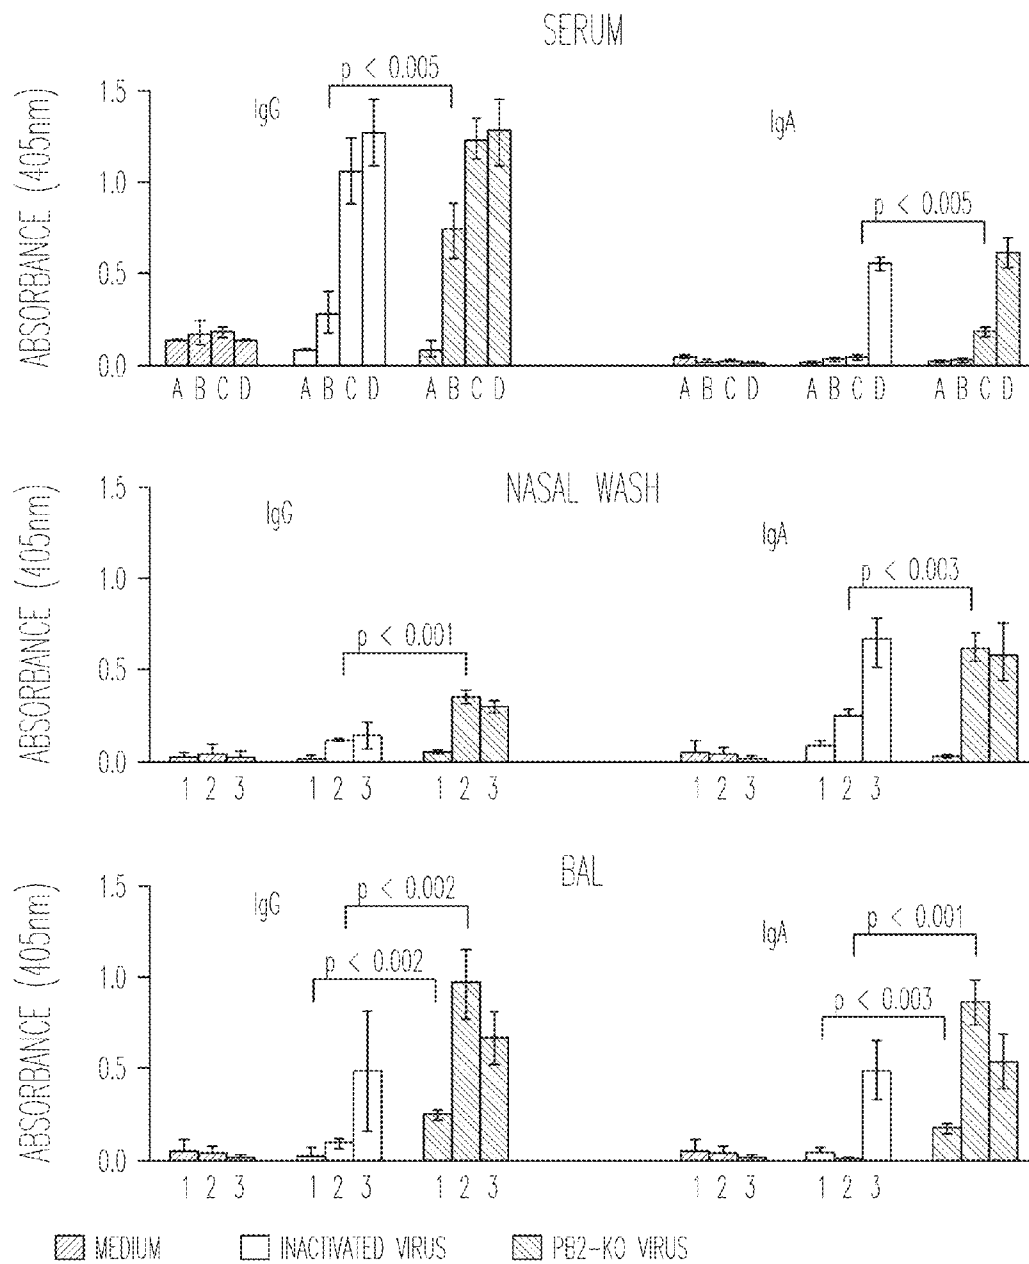 SERUM
ABSORBANCE (405nm)
1.5
1.0
0.5
0.0
IgG
p < 0.005
IgA
p < 0.005
A B C D
A B C D
A B C D
A B C D
A B C D
A B C D
NASAL WASH
ABSORBANCE (405nm)
1.5
1.0
0.5
0.0
IgG
p < 0.001
IgA
p < 0.003
1 2 3
1 2 3
1 2 3
1 2 3
1 2 3
BAL
ABSORBANCE (405nm)
1.5
1.0
0.5
0.0
IgG
p < 0.002
p < 0.002
IgA
p < 0.001
p < 0.003
1 2 3
1 2 3
1 2 3
1 2 3
1 2 3
MEDIUM
INACTIVATED VIRUS
PB2-KO VIRUS